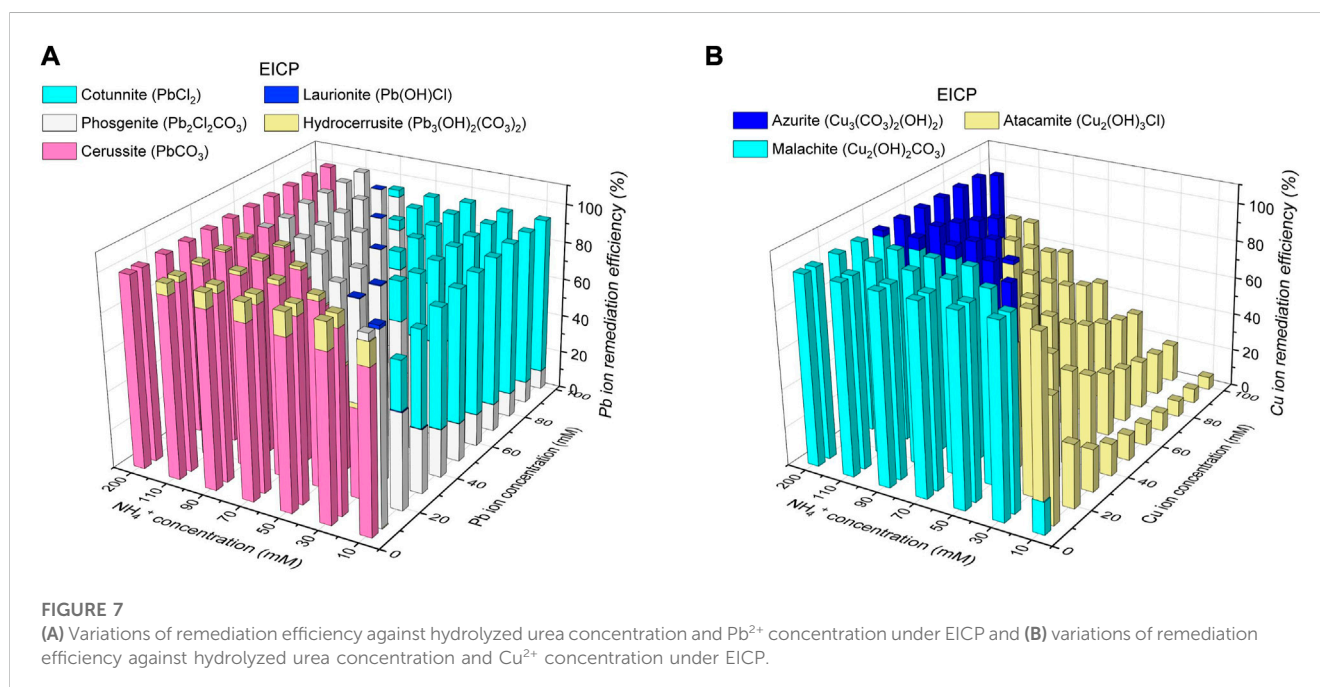 A
EICP
Cotunnite (PbCl₂)
Laurionite (Pb(OH)Cl)
Phosgenite (Pb₂Cl₂CO₃)
Hydrocerrusite (Pb₃(OH)₂(CO₃)₂)
Cerussite (PbCO₃)
100
80
60
40
20
0
Pb ion remediation efficiency (%)
100
80
60
40
20
0
Pb ion concentration (mM)
200
110
90
70
50
30
10
NH₄⁺ concentration (mM)
B
EICP
Azurite (Cu₃(CO₃)₂(OH)₂)
Atacamite (Cu₂(OH)₃Cl)
Malachite (Cu₂(OH)₂CO₃)
100
80
60
40
20
0
Cu ion remediation efficiency (%)
100
80
60
40
20
0
Cu ion concentration (mM)
200
110
90
70
50
30
10
NH₄⁺ concentration (mM)
FIGURE 7
(A) Variations of remediation efficiency against hydrolyzed urea concentration and Pb²⁺ concentration under EICP and (B) variations of remediation
efficiency against hydrolyzed urea concentration and Cu²⁺ concentration under EICP.